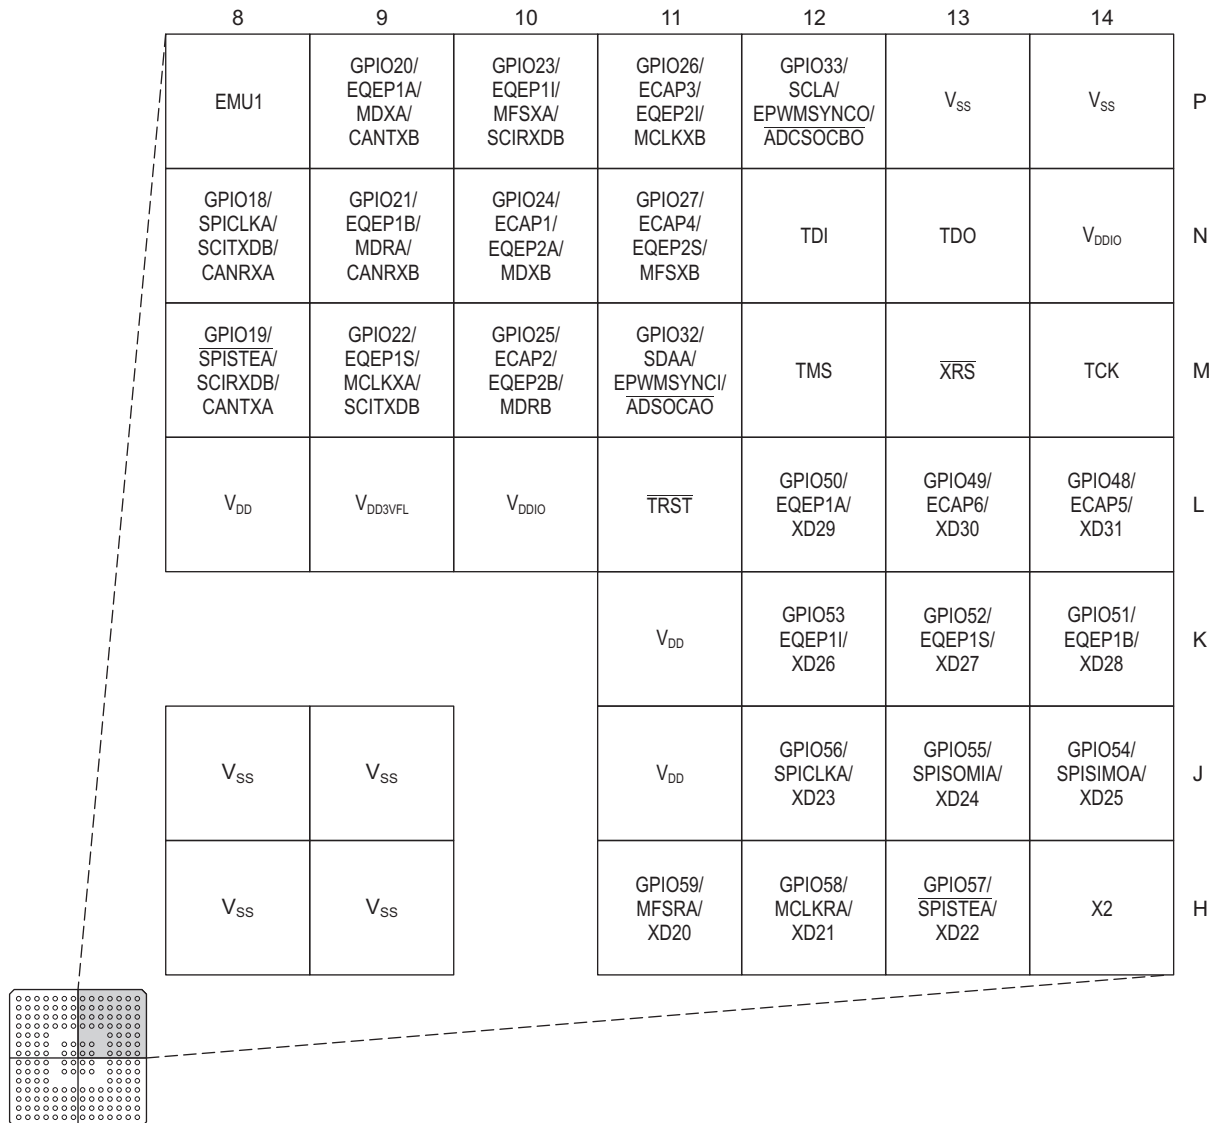 8 9 10 11 12 13 14
EMU1
GPIO20/
EQEP1A/
MDXA/
CANTXB
GPIO23/
EQEP1I/
MFSXA/
SCIRXDB
GPIO26/
ECAP3/
EQEP2I/
MCLKXB
GPIO33/
SCLA/
EPWMSYNCO/
ADCSOCBO
VSS
VSS
P
GPIO18/
SPICLKA/
SCITXDB/
CANRXA
GPIO21/
EQEP1B/
MDRA/
CANRXB
GPIO24/
ECAP1/
EQEP2A/
MDXB
GPIO27/
ECAP4/
EQEP2S/
MFSXB
TDI
TDO
VDDIO
N
GPIO19/
SPISTEA/
SCIRXDB/
CANTXA
GPIO22/
EQEP1S/
MCLKXA/
SCITXDB
GPIO25/
ECAP2/
EQEP2B/
MDRB
GPIO32/
SDAA/
EPWMSYNCI/
ADSOCAO
TMS
XRS
TCK
M
VDD
VDD3VFL
VDDIO
TRST
GPIO50/
EQEP1A/
XD29
GPIO49/
ECAP6/
XD30
GPIO48/
ECAP5/
XD31
L
VDD
GPIO53
EQEP1I/
XD26
GPIO52/
EQEP1S/
XD27
GPIO51/
EQEP1B/
XD28
K
VSS
VSS
VDD
GPIO56/
SPICLKA/
XD23
GPIO55/
SPISOMIA/
XD24
GPIO54/
SPISIMOA/
XD25
J
VSS
VSS
GPIO59/
MFSRA/
XD20
GPIO58/
MCLKRA/
XD21
GPIO57/
SPISTEA/
XD22
X2
H